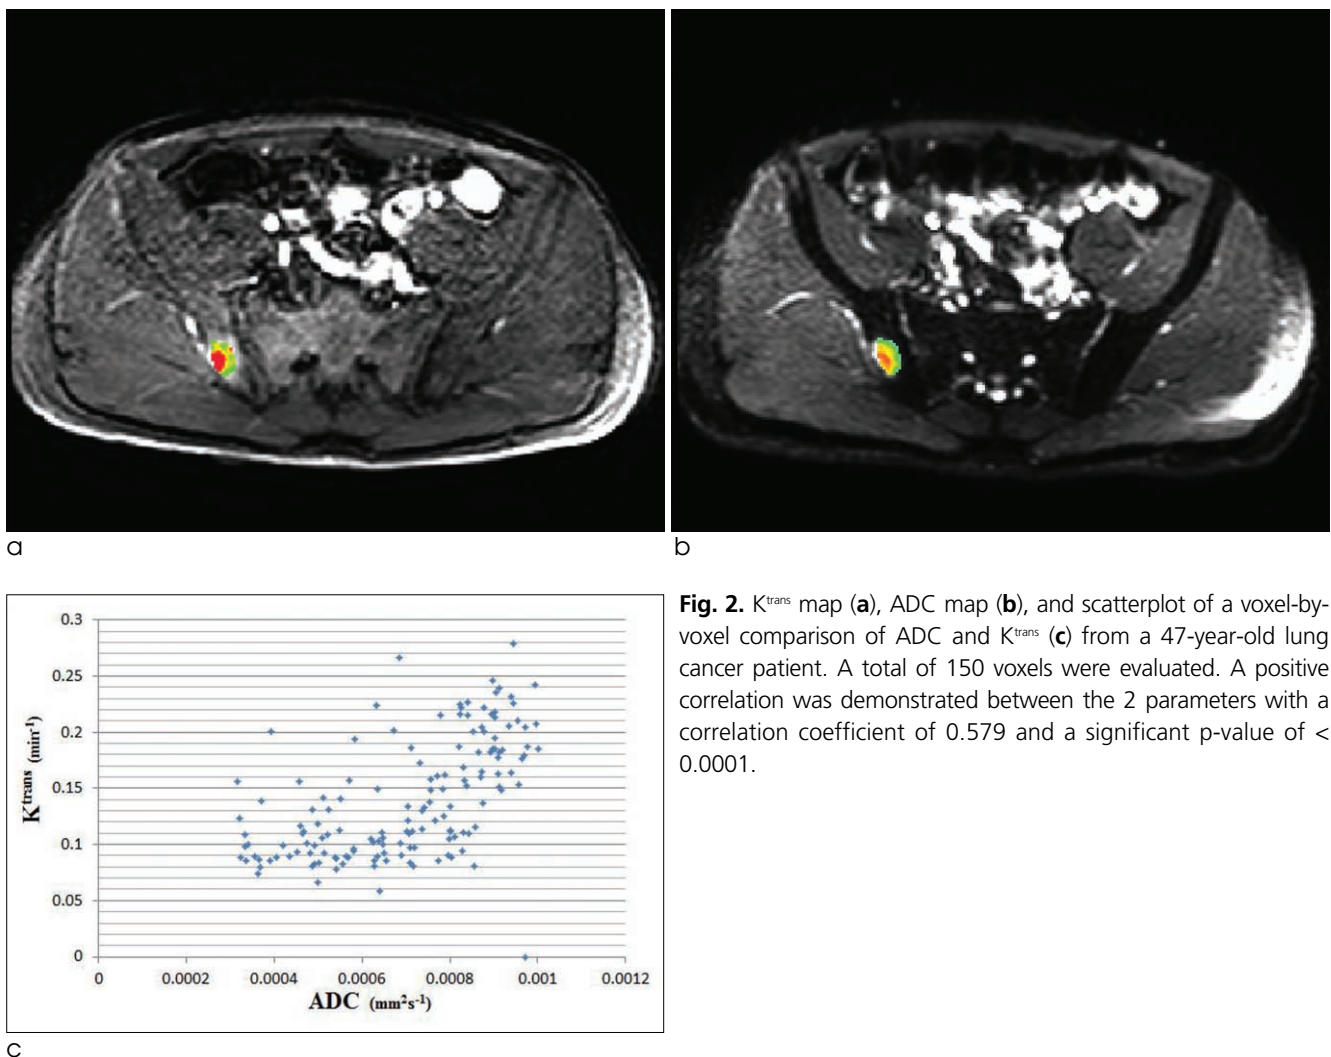 a
b
0.3
0.25
0.2
0.15
0.1
0.05
0
Kᵗʳᵃⁿˢ (min⁻¹)
0
0.0002
0.0004
0.0006
0.0008
0.001
0.0012
ADC (mm²s⁻¹)
c
Fig. 2. Kᵗʳᵃⁿˢ map (a), ADC map (b), and scatterplot of a voxel-by-
voxel comparison of ADC and Kᵗʳᵃⁿˢ (c) from a 47-year-old lung
cancer patient. A total of 150 voxels were evaluated. A positive
correlation was demonstrated between the 2 parameters with a
correlation coefficient of 0.579 and a significant p-value of <
0.0001.